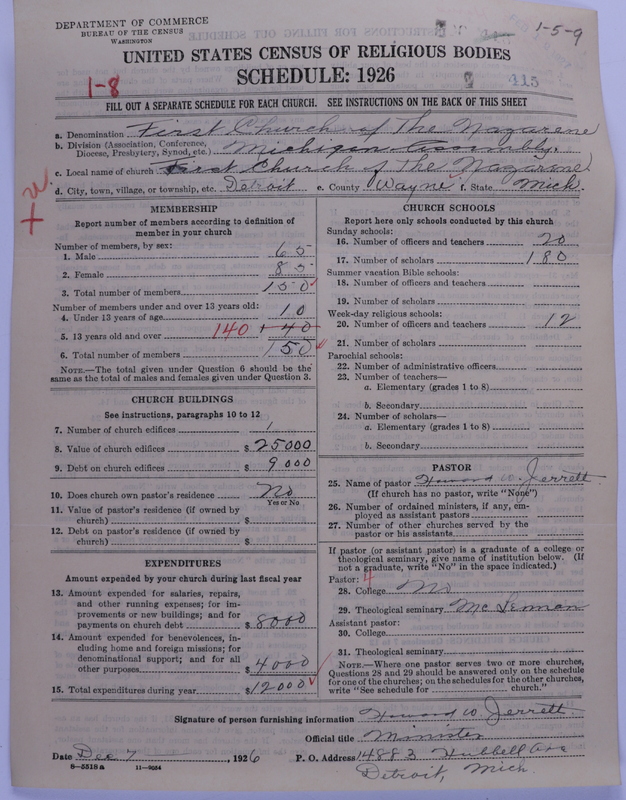 DEPARTMENT OF COMMERCE
BUREAU OF THE CENSUS
WASHINGTON
1-5-9
UNITED STATES CENSUS OF RELIGIOUS BODIES
SCHEDULE: 1926
1-8
415
FILL OUT A SEPARATE SCHEDULE FOR EACH CHURCH. SEE INSTRUCTIONS ON THE BACK OF THIS SHEET
a. Denomination First Church of The Nazarene
b. Division (Association, Conference, Diocese, Presbytery, Synod, etc.) Michigan Assembly.
c. Local name of church First Church of The Nazarene
d. City, town, village, or township, etc. Detroit e. County Wayne f. State Mich.
MEMBERSHIP
Report number of members according to definition of member in your church
Number of members, by sex:
1. Male 65
2. Female 85
3. Total number of members 150
Number of members under and over 13 years old:
4. Under 13 years of age 10
5. 13 years old and over 140 140
6. Total number of members 150
NOTE.—The total given under Question 6 should be the same as the total of males and females given under Question 3.
CHURCH BUILDINGS
See instructions, paragraphs 10 to 12
7. Number of church edifices 1
8. Value of church edifices $25000
9. Debt on church edifices $ 9000
10. Does church own pastor's residence No
Yes or No
11. Value of pastor's residence (if owned by church) $
12. Debt on pastor's residence (if owned by church) $
EXPENDITURES
Amount expended by your church during last fiscal year
13. Amount expended for salaries, repairs, and other running expenses; for improvements or new buildings; and for payments on church debt $8000
14. Amount expended for benevolences, including home and foreign missions; for denominational support; and for all other purposes $4000
15. Total expenditures during year $12000
CHURCH SCHOOLS
Report here only schools conducted by this church
Sunday schools:
16. Number of officers and teachers 20
17. Number of scholars 180
Summer vacation Bible schools:
18. Number of officers and teachers
19. Number of scholars
Week-day religious schools:
20. Number of officers and teachers 12
21. Number of scholars
Parochial schools:
22. Number of administrative officers
23. Number of teachers—
a. Elementary (grades 1 to 8)
b. Secondary
24. Number of scholars—
a. Elementary (grades 1 to 8)
b. Secondary
PASTOR
25. Name of pastor Howard W. Jerrett
(If church has no pastor, write "None")
26. Number of ordained ministers, if any, employed as assistant pastors
27. Number of other churches served by the pastor or his assistants
If pastor (or assistant pastor) is a graduate of a college or theological seminary, give name of institution below. (If not a graduate, write "No" in the space indicated.)
Pastor: 4
28. College No
29. Theological seminary
Assistant pastor:
30. College
31. Theological seminary
NOTE.—Where one pastor serves two or more churches, Questions 28 and 29 should be answered only on the schedule for one of the churches; on the schedules for the other churches, write "See schedule for church."
Signature of person furnishing information Howard W Jerrett
Official title Minister
Date Dec 7, 1926 P. O. Address 14883 Hubbell Ave
Detroit, Mich.
8-5518a 11-9054